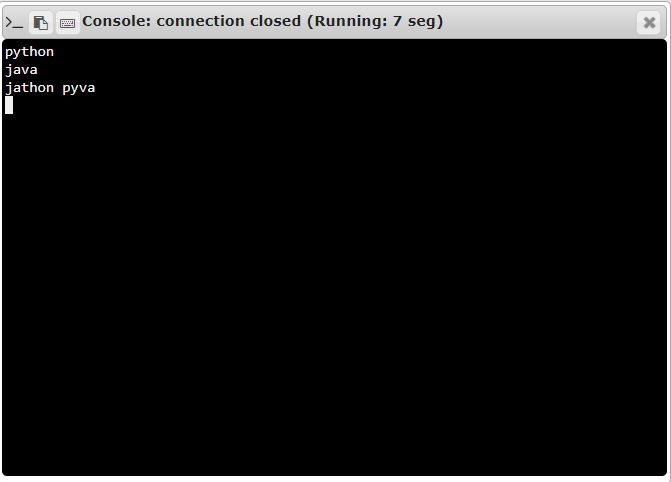 >_ Console: connection closed (Running: 7 seg)
python
java
jathon pyva